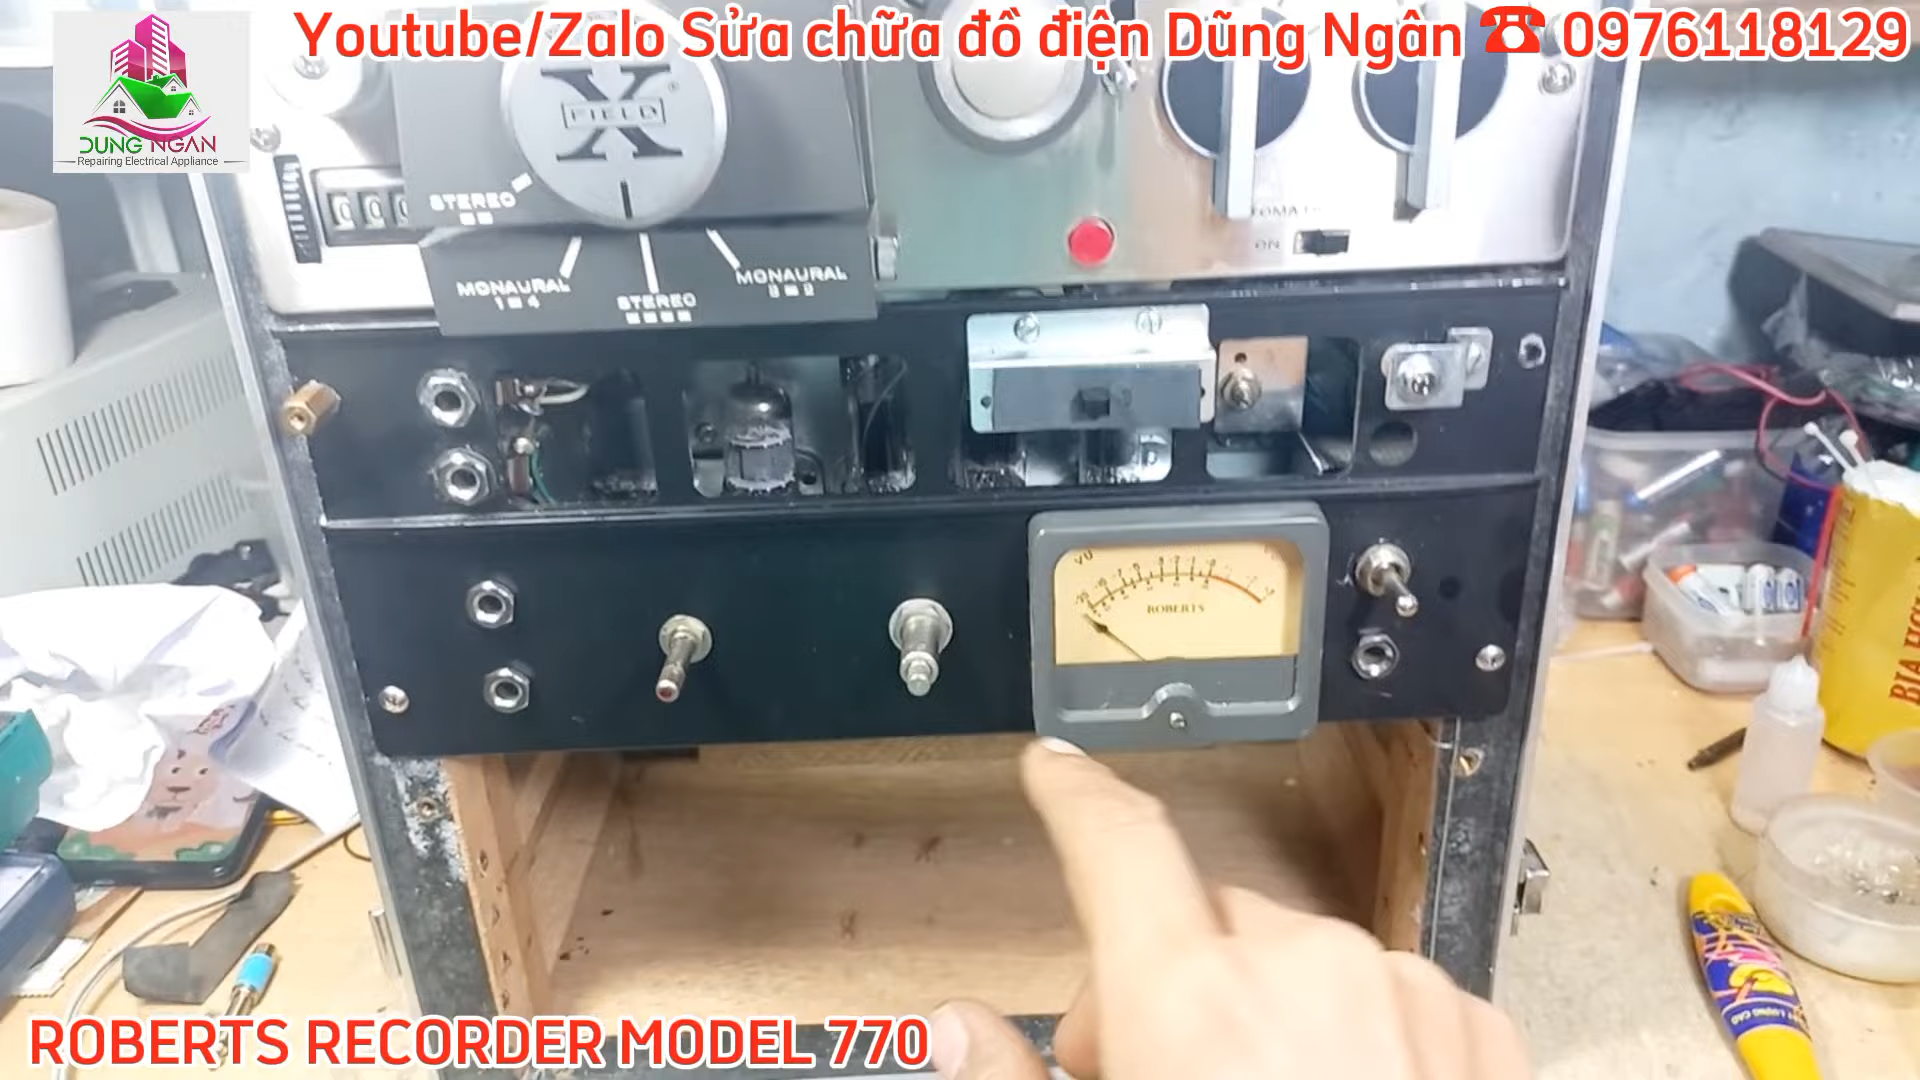 Youtube/Zalo Sửa chữa đồ điện Dũng Ngân ☎ 0976118129
DUNG NGAN
Repairing Electrical Appliance
X
FIELD
®
STEREO
MONAURAL
1 4
STEREO
MONAURAL
3 2
ON
VU
ROBERTS
BIA
ROBERTS RECORDER MODEL 770